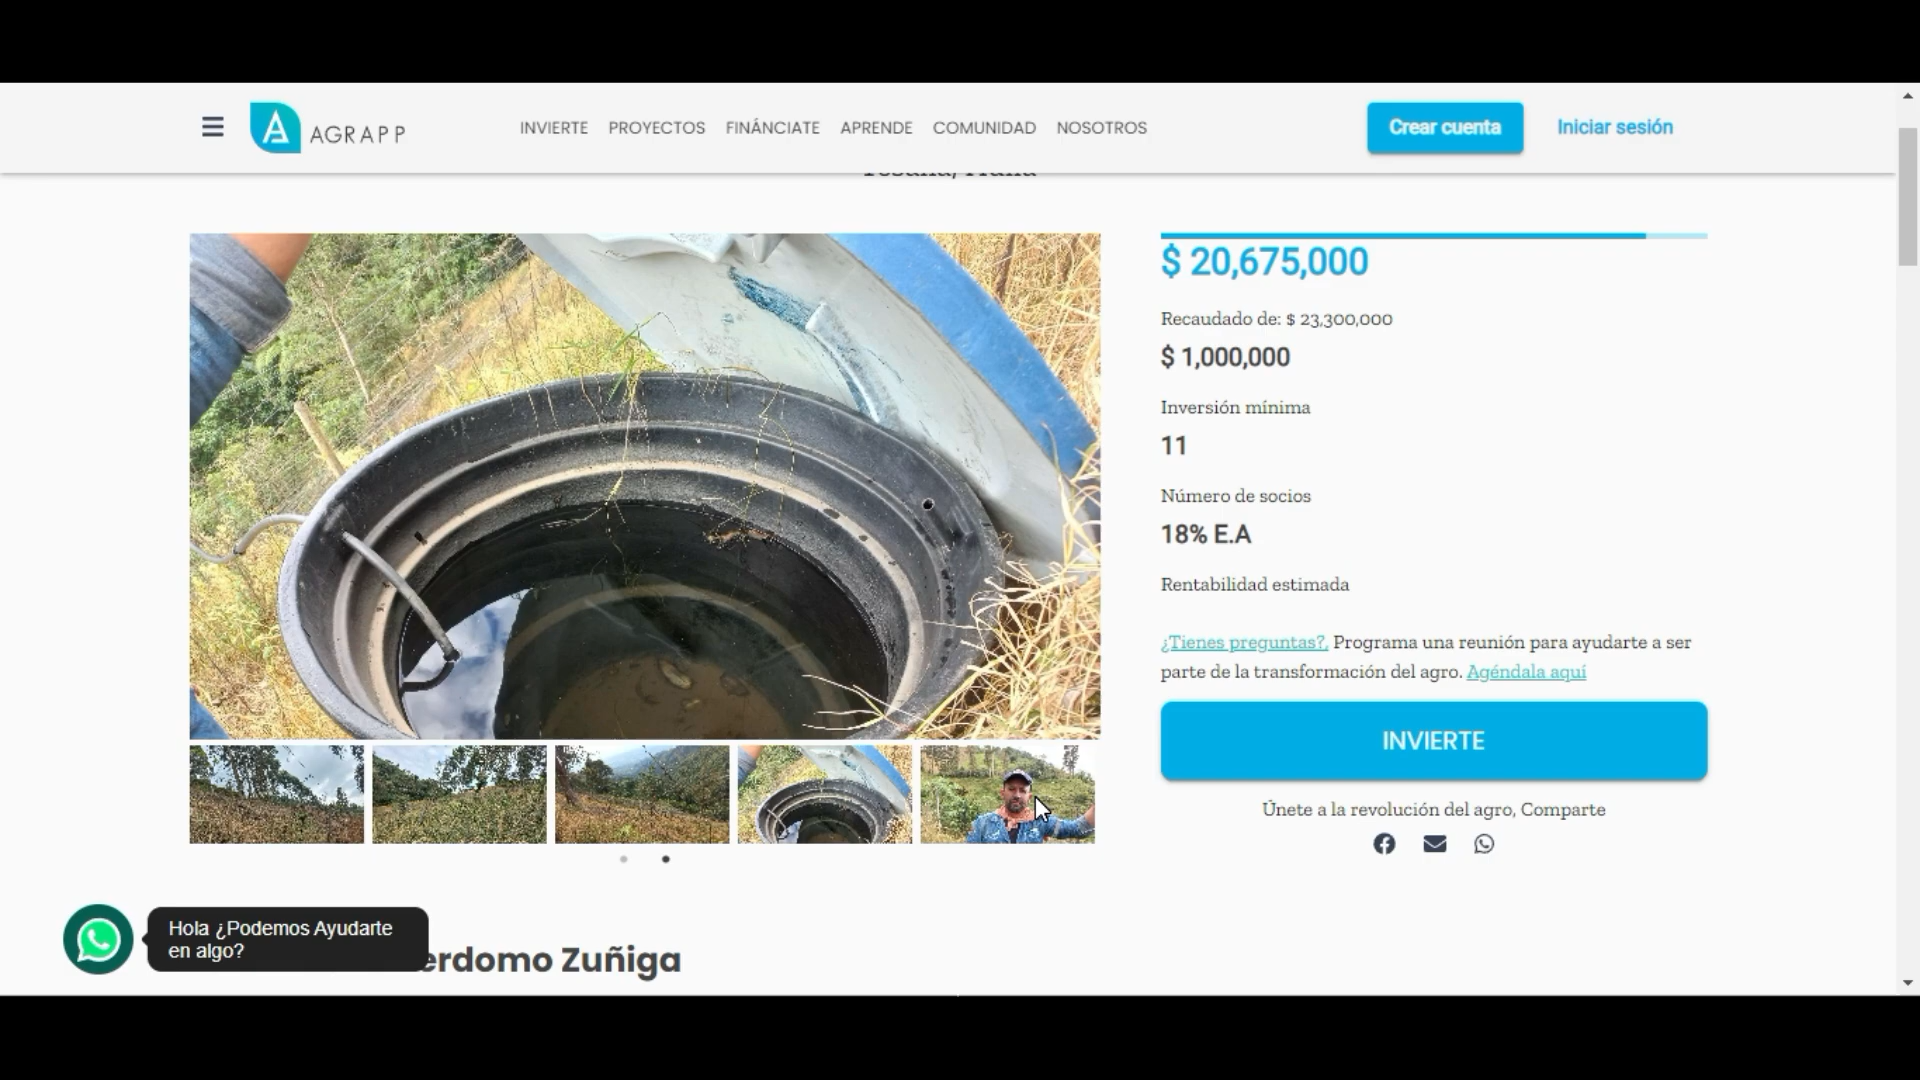 AGRAPP
INVIERTE PROYECTOS FINÁNCIATE APRENDE COMUNIDAD NOSOTROS
Crear cuenta
Iniciar sesión
$ 20,675,000
Recaudado de: $ 23,300,000
$ 1,000,000
Inversión mínima
11
Número de socios
18% E.A
Rentabilidad estimada
¿Tienes preguntas?, Programa una reunión para ayudarte a ser
parte de la transformación del agro. Agéndala aquí
INVIERTE
Únete a la revolución del agro, Comparte
Hola ¿Podemos Ayudarte
en algo?
erdomo Zuñiga